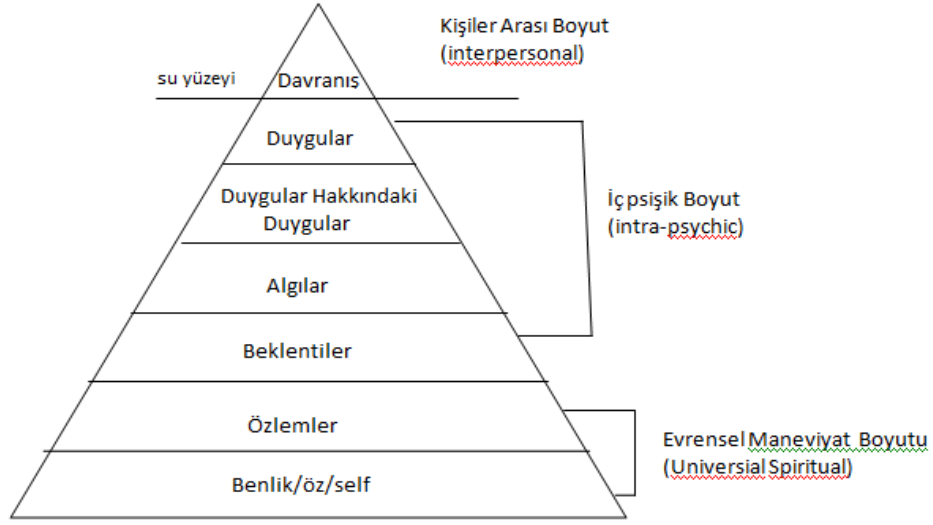 Kişiler Arası Boyut
(interpersonal)
su yüzeyi
Davranış
Duygular
Duygular Hakkındaki
Duygular
İç psişik Boyut
(intra-psychic)
Algılar
Beklentiler
Özlemler
Evrensel Maneviyat Boyutu
(Universial Spiritual)
Benlik/öz/self